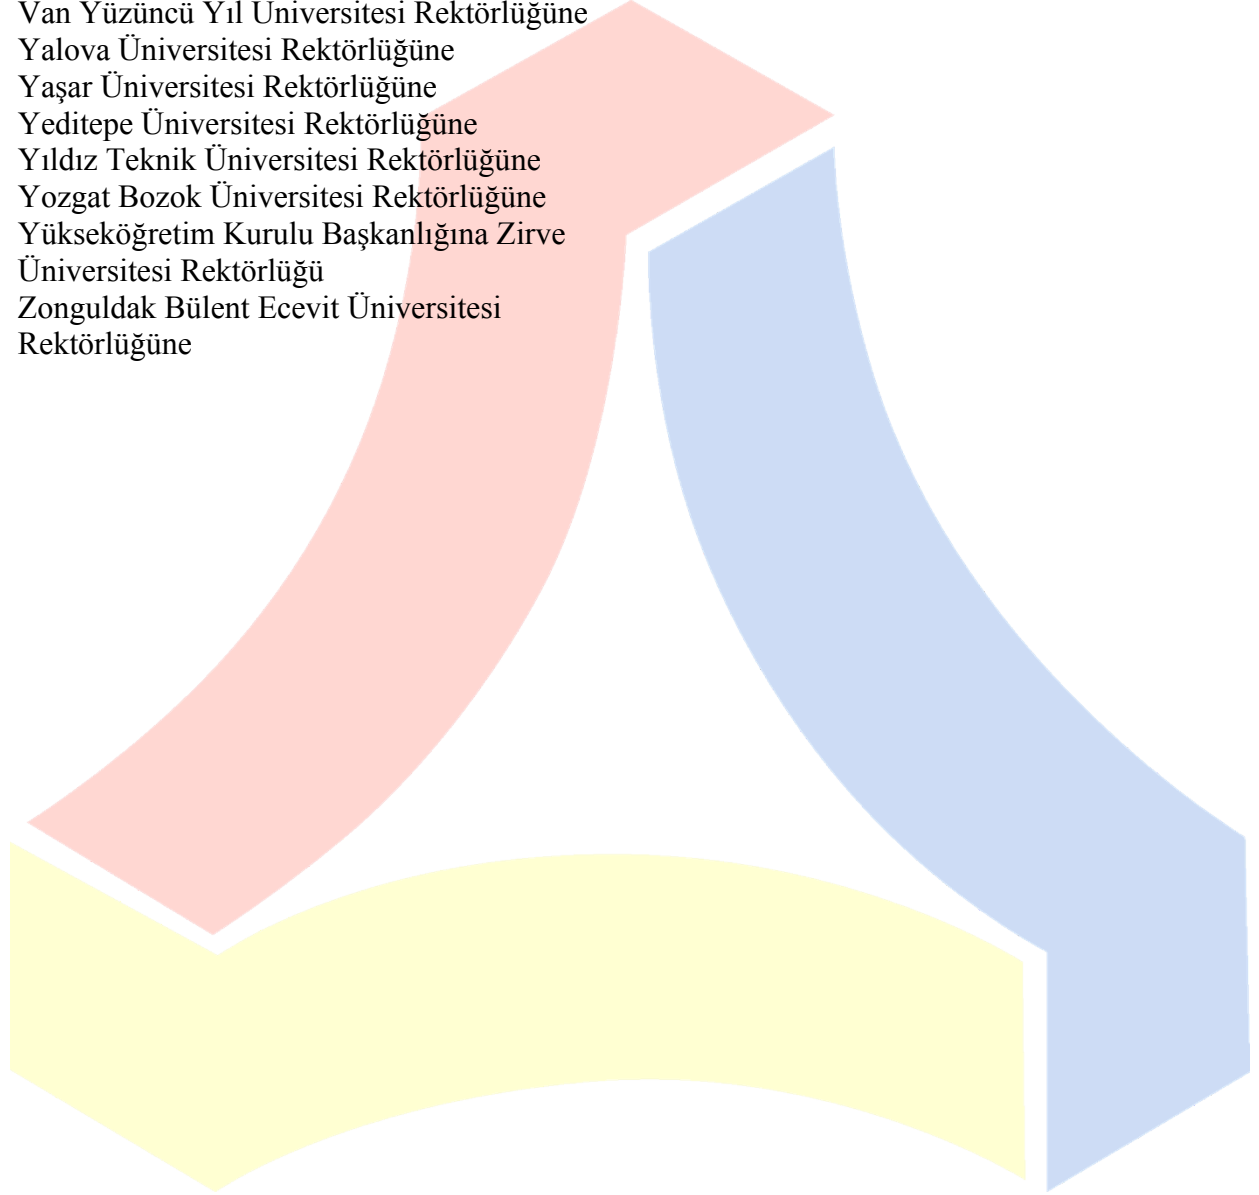 Van Yüzüncü Yıl Üniversitesi Rektörlüğüne
Yalova Üniversitesi Rektörlüğüne
Yaşar Üniversitesi Rektörlüğüne
Yeditepe Üniversitesi Rektörlüğüne
Yıldız Teknik Üniversitesi Rektörlüğüne
Yozgat Bozok Üniversitesi Rektörlüğüne
Yükseköğretim Kurulu Başkanlığına Zirve
Üniversitesi Rektörlüğü
Zonguldak Bülent Ecevit Üniversitesi
Rektörlüğüne